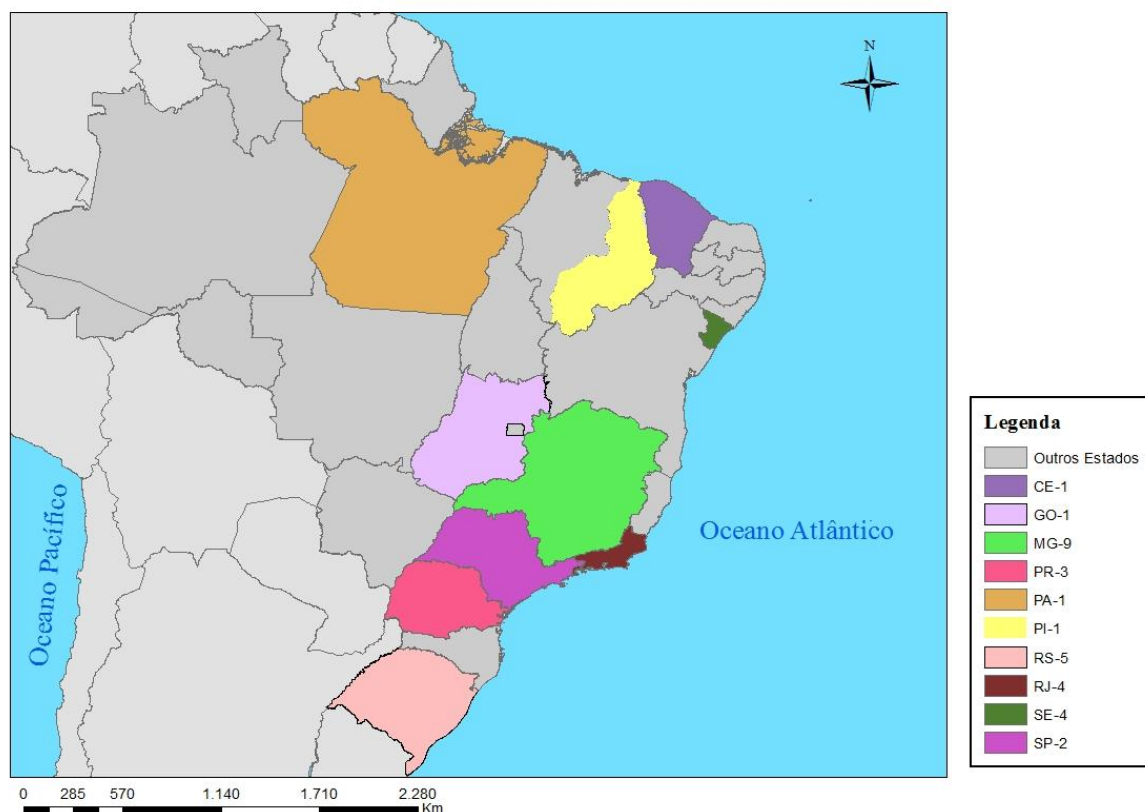 N
Oceano Pacífico
Oceano Atlântico
Legenda
Outros Estados
CE-1
GO-1
MG-9
PR-3
PA-1
PI-1
RS-5
RJ-4
SE-4
SP-2
0 285 570 1.140 1.710 2.280
Km